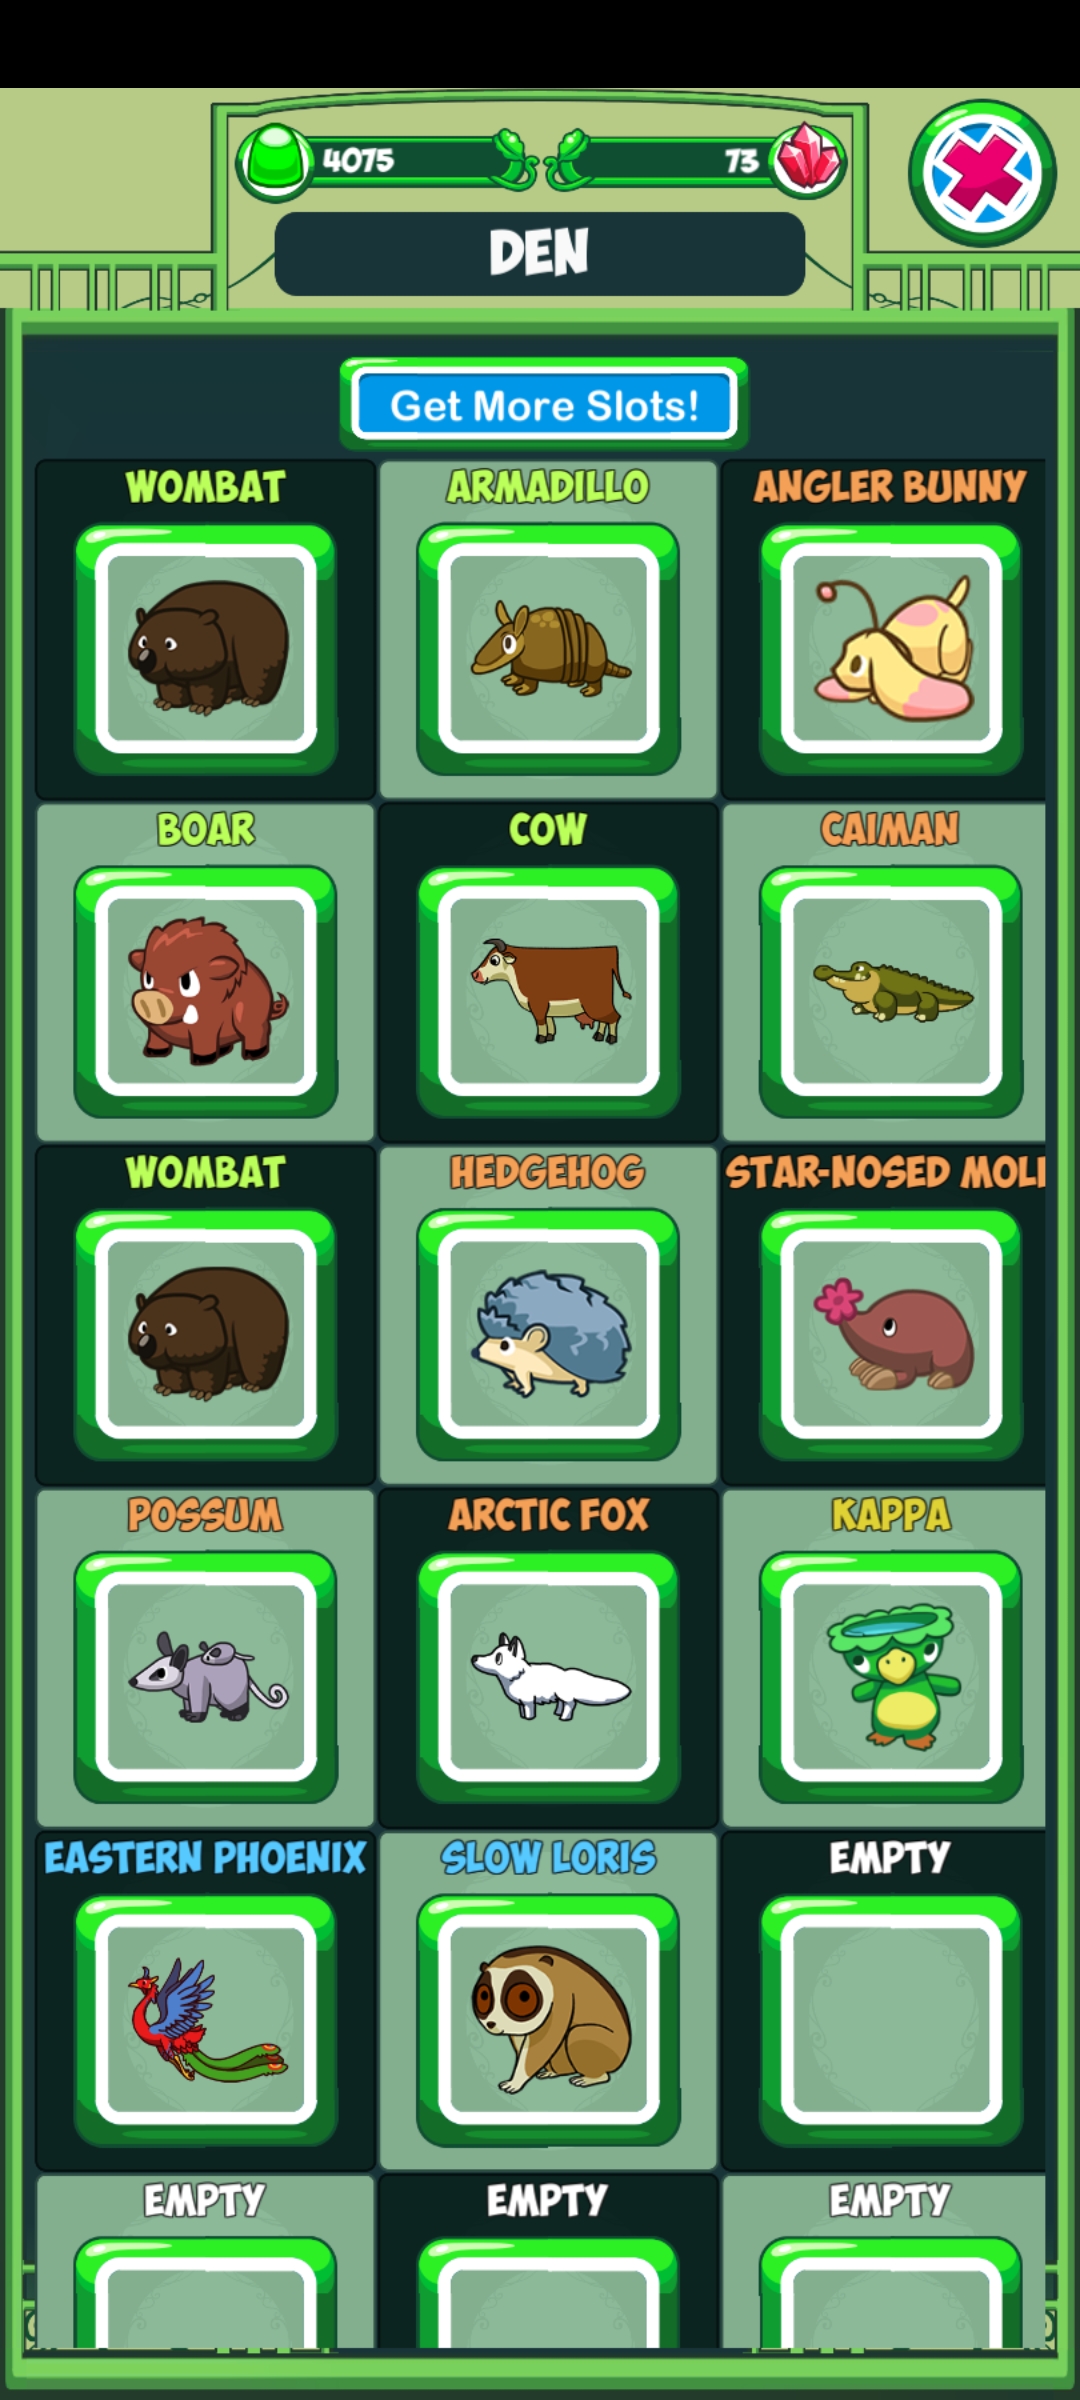 4075
73
DEN
Get More Slots!
WOMBAT
ARMADILLO
ANGLER BUNNY
BOAR
COW
CAIMAN
WOMBAT
HEDGEHOG
STAR-NOSED
POSSUM
ARCTIC FOX
KAPPA
EASTERN PHOENIX
SLOW LORIS
EMPTY
EMPTY
EMPTY
EMPTY